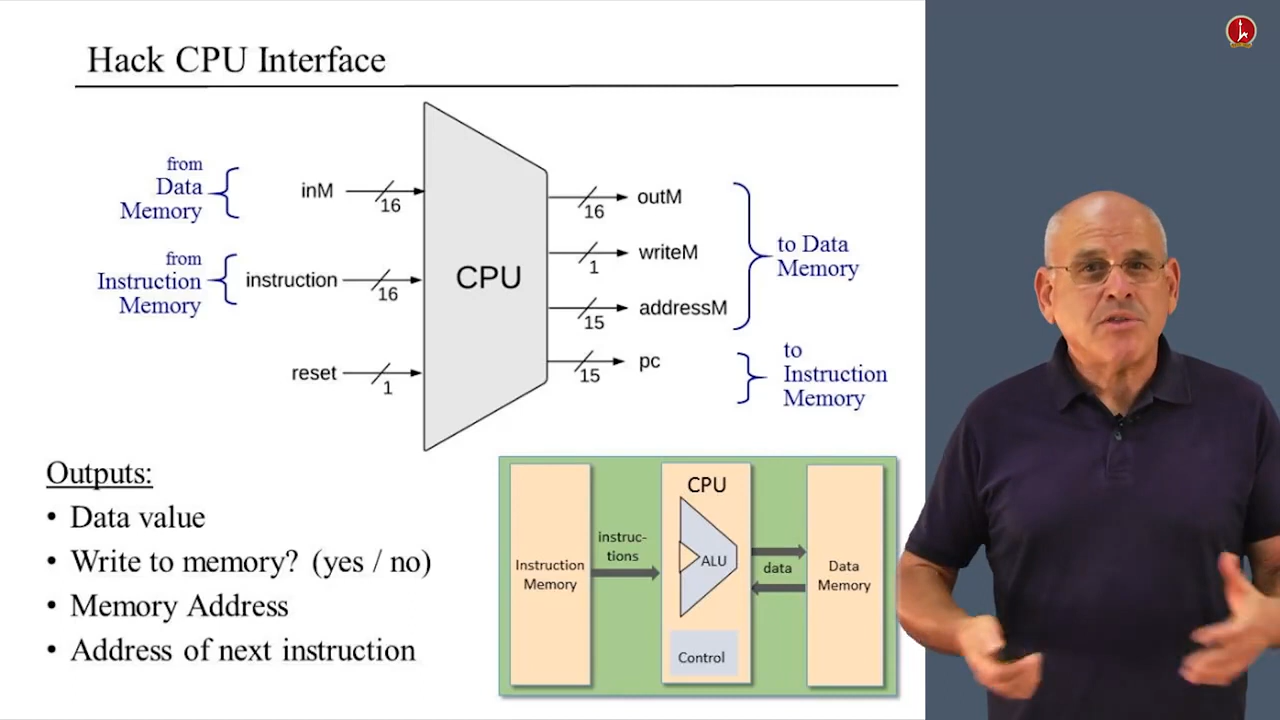 Hack CPU Interface
from
Data
Memory
inM
16
from
Instruction
Memory
instruction
16
reset
1
CPU
16
outM
1
writeM
15
addressM
15
pc
to Data
Memory
to
Instruction
Memory
Outputs:
• Data value
• Write to memory? (yes / no)
• Memory Address
• Address of next instruction
Instruction
Memory
instruc-
tions
CPU
ALU
Control
data
Data
Memory